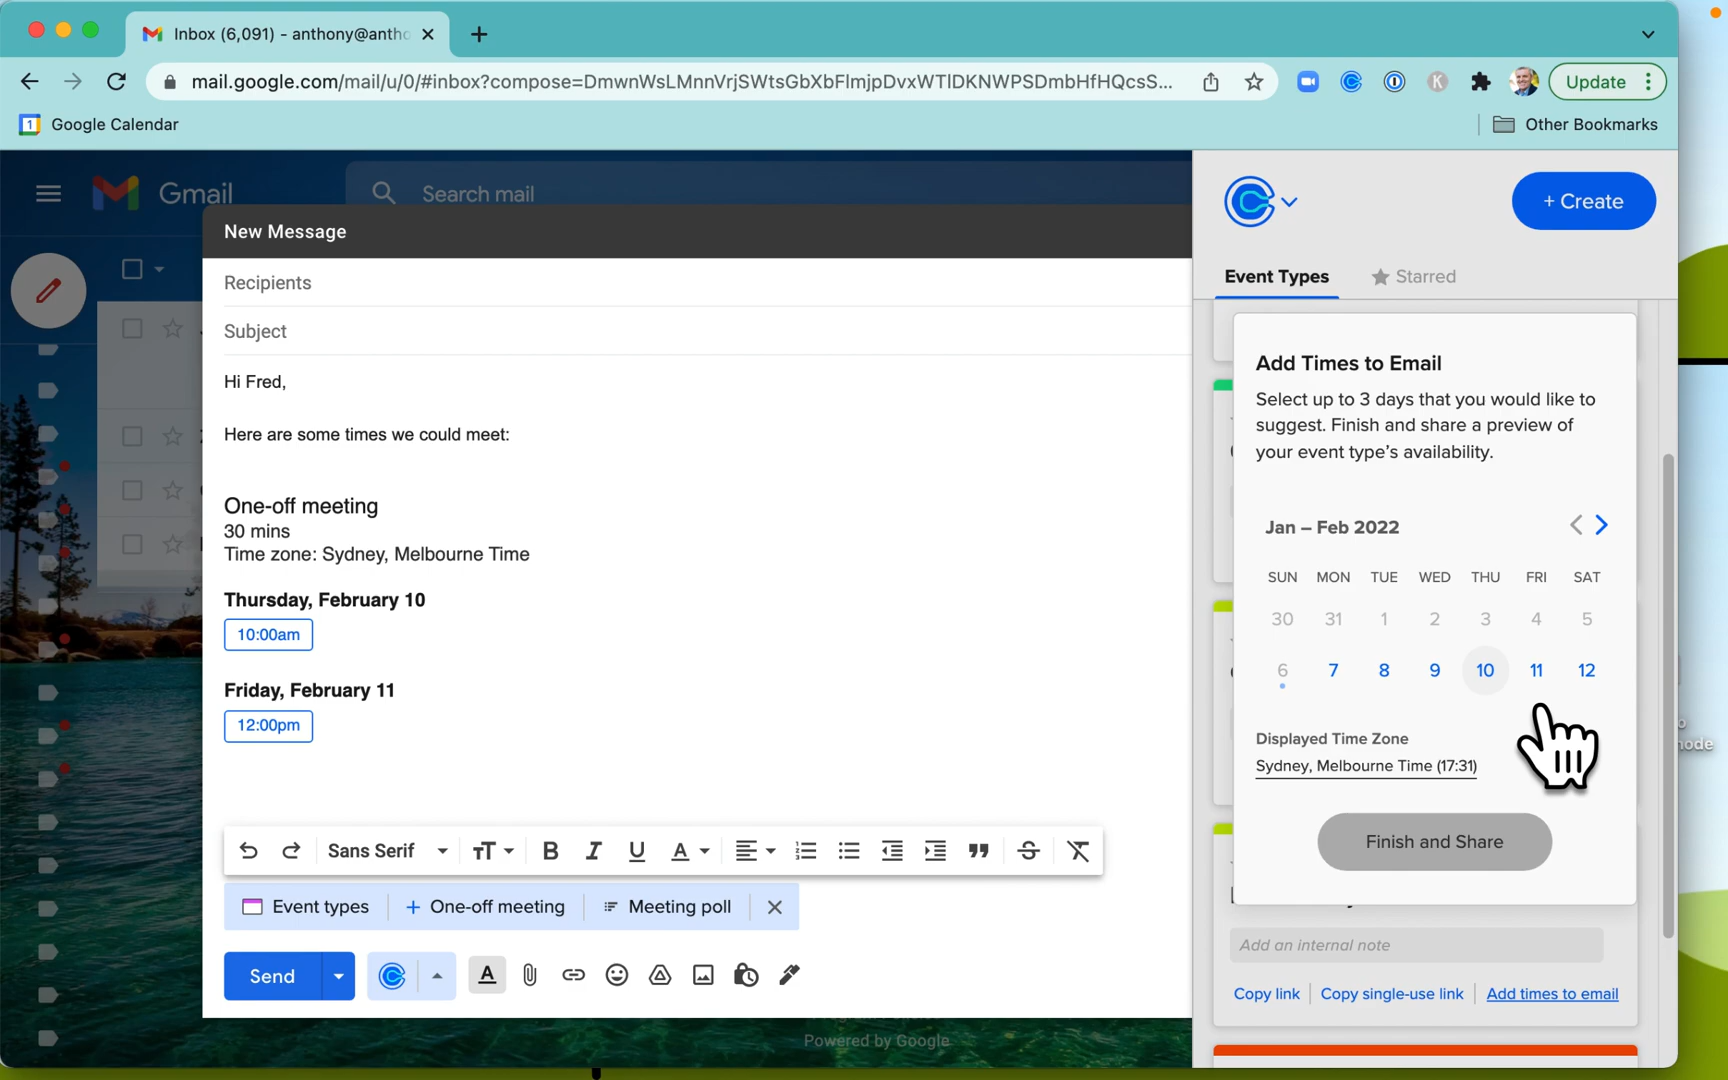 Inbox (6,091) - anthony@antho
mail.google.com/mail/u/0/#inbox?compose=DmwnWsLMnnVrjSWtsGbXbFlmjpDvxWTlDKNWPSDmbHfHQcsS...
K
Update
1
Google Calendar
Other Bookmarks
Gmail
Search mail
+ Create
New Message
Event Types
Starred
Recipients
Subject
Hi Fred,
Here are some times we could meet:
One-off meeting
30 mins
Time zone: Sydney, Melbourne Time
Thursday, February 10
10:00am
Friday, February 11
12:00pm
Add Times to Email
Select up to 3 days that you would like to
suggest. Finish and share a preview of
your event type's availability.
Jan – Feb 2022
SUN MON TUE WED THU FRI SAT
30 31 1 2 3 4 5
6 7 8 9 10 11 12
Displayed Time Zone
Sydney, Melbourne Time (17:31)
Finish and Share
Sans Serif
Event types
+ One-off meeting
Meeting poll
Add an internal note
Send
Copy link
Copy single-use link
Add times to email
Powered by Google